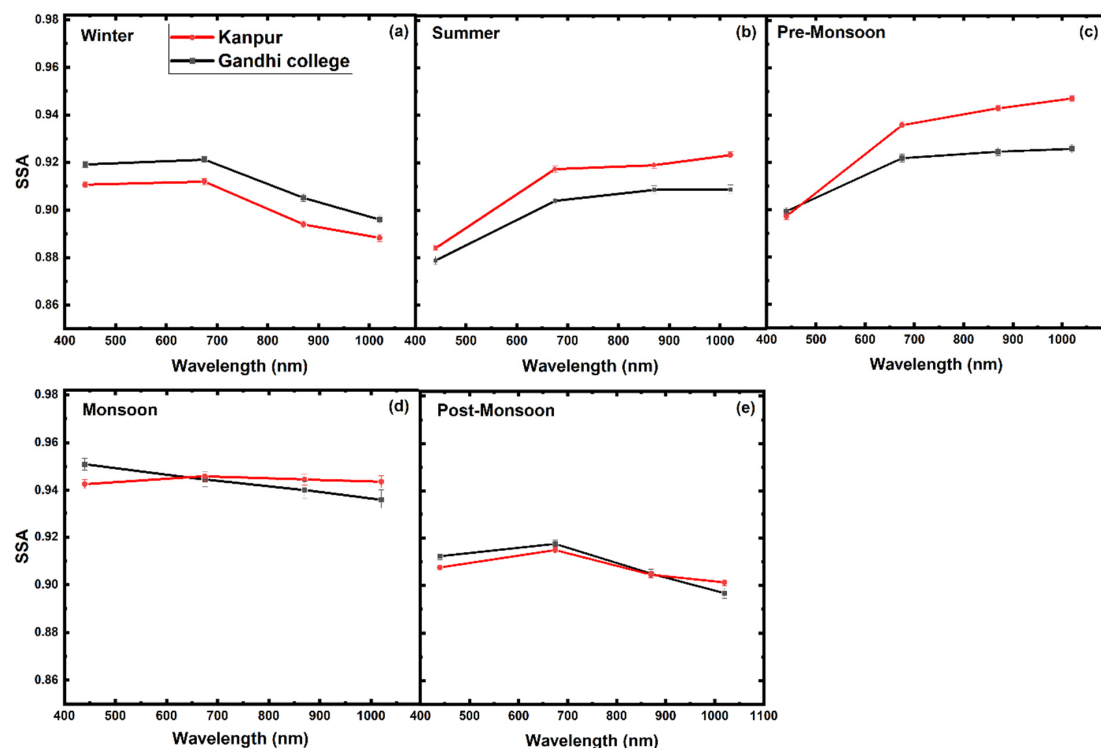 Winter
(a)
Kanpur
Gandhi college
Summer
(b)
Pre-Monsoon
(c)
SSA
0.98
0.96
0.94
0.92
0.90
0.88
0.86
400 500 600 700 800 900 1000
400 500 600 700 800 900 1000
400 500 600 700 800 900 1000
Wavelength (nm)
Wavelength (nm)
Wavelength (nm)
Monsoon
(d)
Post-Monsoon
(e)
SSA
0.98
0.96
0.94
0.92
0.90
0.88
0.86
400 500 600 700 800 900 1000
400 500 600 700 800 900 1000 1100
Wavelength (nm)
Wavelength (nm)